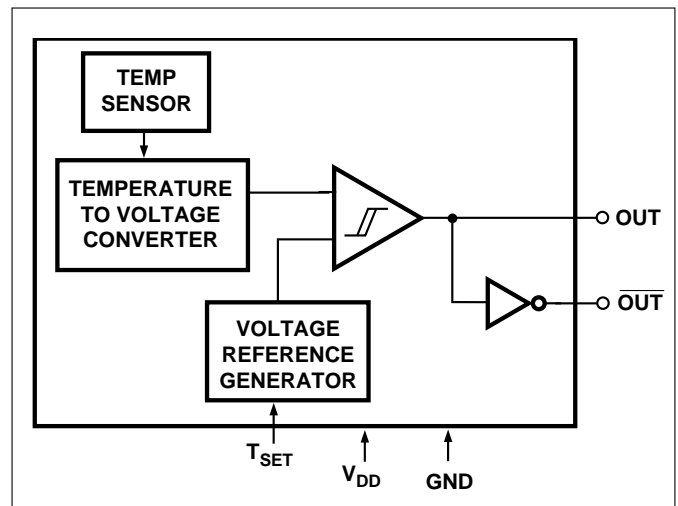 TEMP
SENSOR
TEMPERATURE
TO VOLTAGE
CONVERTER
OUT
OUT
VOLTAGE
REFERENCE
GENERATOR
TSET
VDD
GND